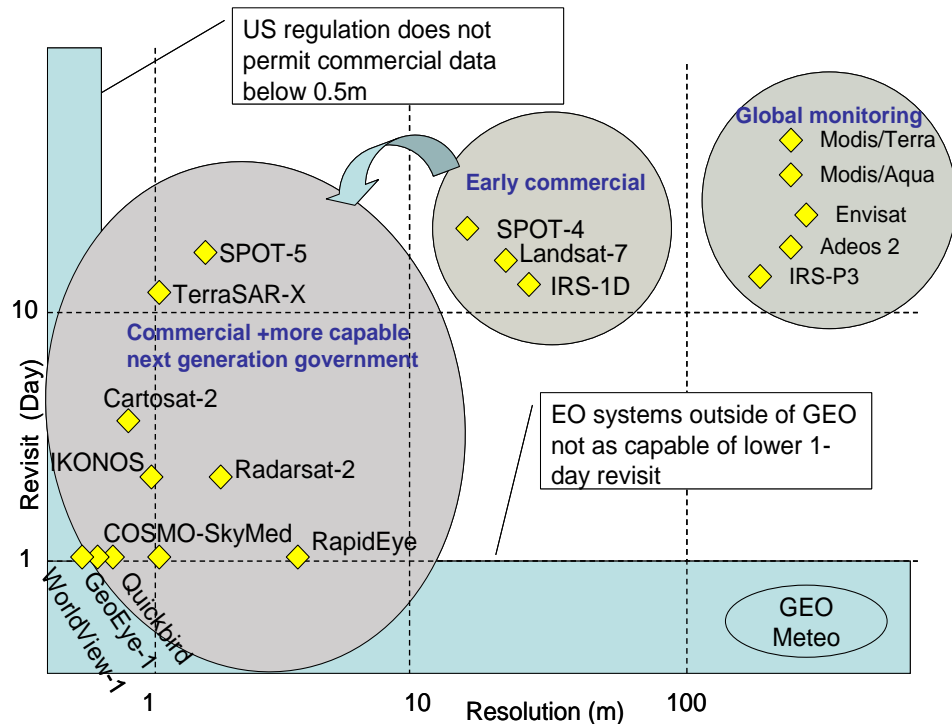 US regulation does not
permit commercial data
below 0.5m
Global monitoring
Modis/Terra
Modis/Aqua
Envisat
Adeos 2
IRS-P3
Early commercial
SPOT-4
Landsat-7
IRS-1D
SPOT-5
TerraSAR-X
10
Commercial +more capable
next generation government
Cartosat-2
IKONOS
Radarsat-2
EO systems outside of GEO
not as capable of lower 1-
day revisit
COSMO-SkyMed
RapidEye
1
Quickbird
GeoEye-1
WorldView-1
GEO
Meteo
Revisit (Day)
1
10
100
Resolution (m)